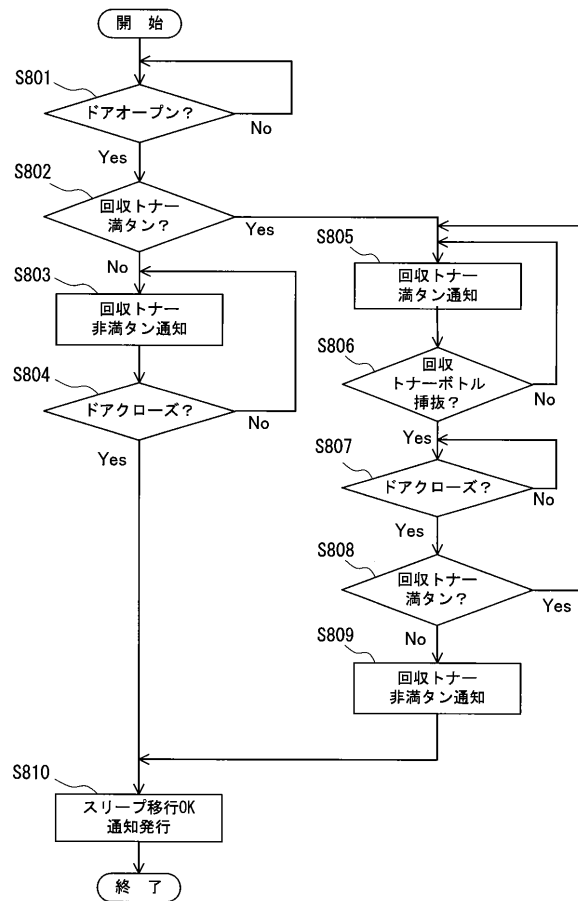 開 始
S801
ドアオープン?
No
Yes
S802
回収トナー
満タン?
Yes
No
S803
回収トナー
非満タン通知
S804
ドアクローズ?
No
Yes
S805
回収トナー
満タン通知
S806
回収
トナーボトル
挿抜?
No
Yes
S807
ドアクローズ?
No
Yes
S808
回収トナー
満タン?
Yes
No
S809
回収トナー
非満タン通知
S810
スリープ移行OK
通知発行
終 了